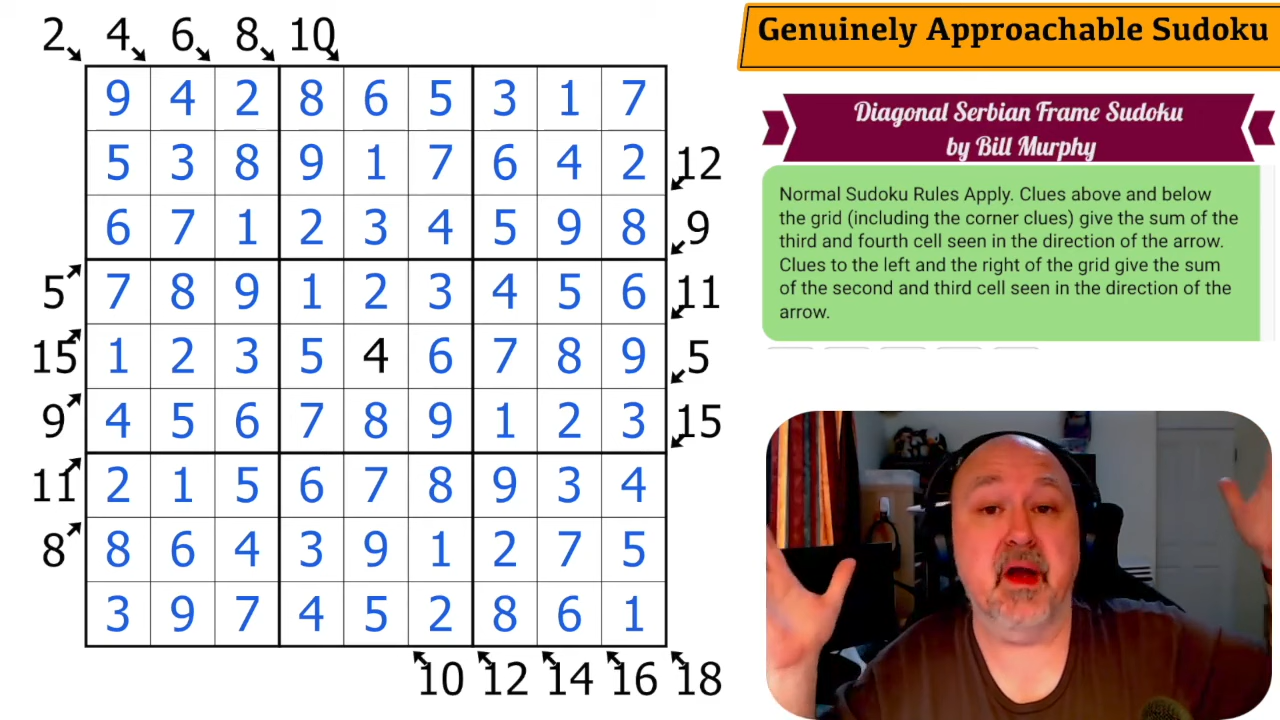 Genuinely Approachable Sudoku
Diagonal Serbian Frame Sudoku
by Bill Murphy
Normal Sudoku Rules Apply. Clues above and below
the grid (including the corner clues) give the sum of the
third and fourth cell seen in the direction of the arrow.
Clues to the left and the right of the grid give the sum
of the second and third cell seen in the direction of the
arrow.
2 4 6 8 10
9 4 2 8 6 5 3 1 7
5 3 8 9 1 7 6 4 2 12
6 7 1 2 3 4 5 9 8 9
5 7 8 9 1 2 3 4 5 6 11
15 1 2 3 5 4 6 7 8 9 5
9 4 5 6 7 8 9 1 2 3 15
11 2 1 5 6 7 8 9 3 4
8 8 6 4 3 9 1 2 7 5
3 9 7 4 5 2 8 6 1
10 12 14 16 18